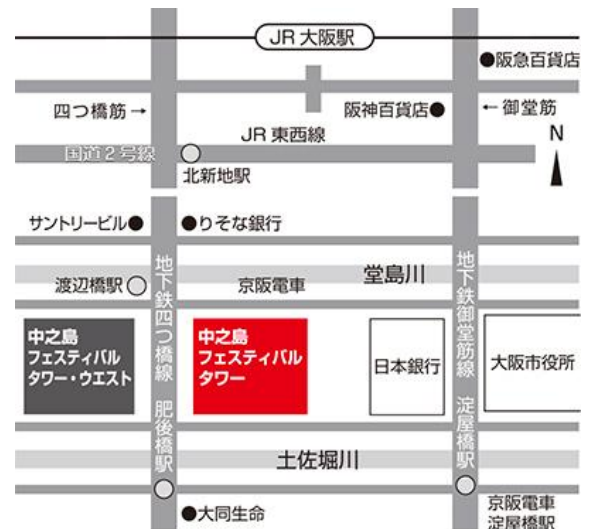 JR 大阪駅
●阪急百貨店
四つ橋筋→
阪神百貨店●
←御堂筋
JR 東西線
N
国道2号線
北新地駅
サントリービル●
●りそな銀行
渡辺橋駅
地下鉄四つ橋線 肥後橋駅
京阪電車
堂島川
地下鉄御堂筋線 淀屋橋駅
中之島
フェスティバル
タワー・ウエスト
中之島
フェスティバル
タワー
日本銀行
大阪市役所
土佐堀川
●大同生命
京阪電車
淀屋橋駅